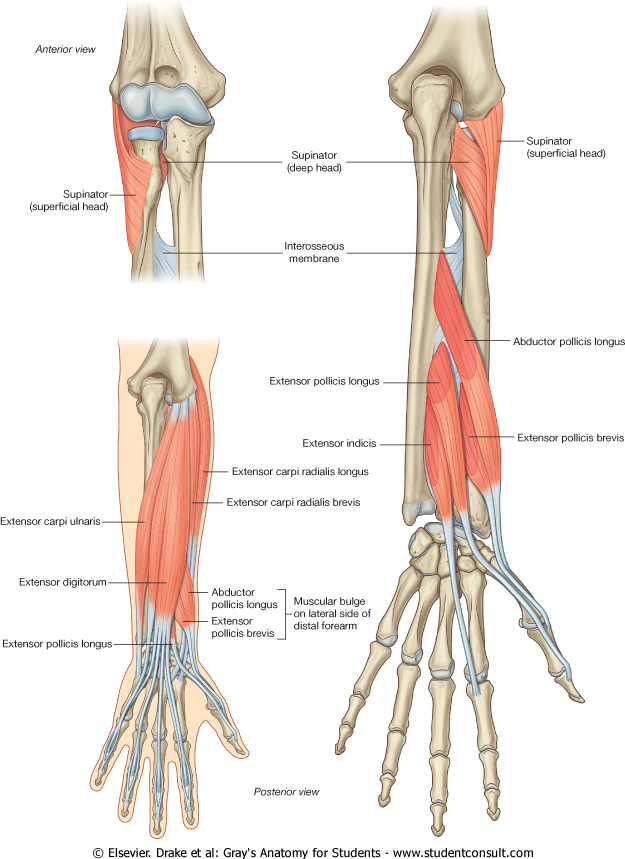 Anterior view
Supinator
(superficial head)
Supinator
(deep head)
Supinator
(superficial head)
Interosseous
membrane
Abductor pollicis longus
Extensor pollicis longus
Extensor indicis
Extensor pollicis brevis
Extensor carpi radialis longus
Extensor carpi radialis brevis
Extensor carpi ulnaris
Extensor digitorum
Abductor
pollicis longus
Extensor
pollicis brevis
Muscular bulge
on lateral side of
distal forearm
Extensor pollicis longus
Posterior view
© Elsevier. Drake et al: Gray's Anatomy for Students - www.studentconsult.com